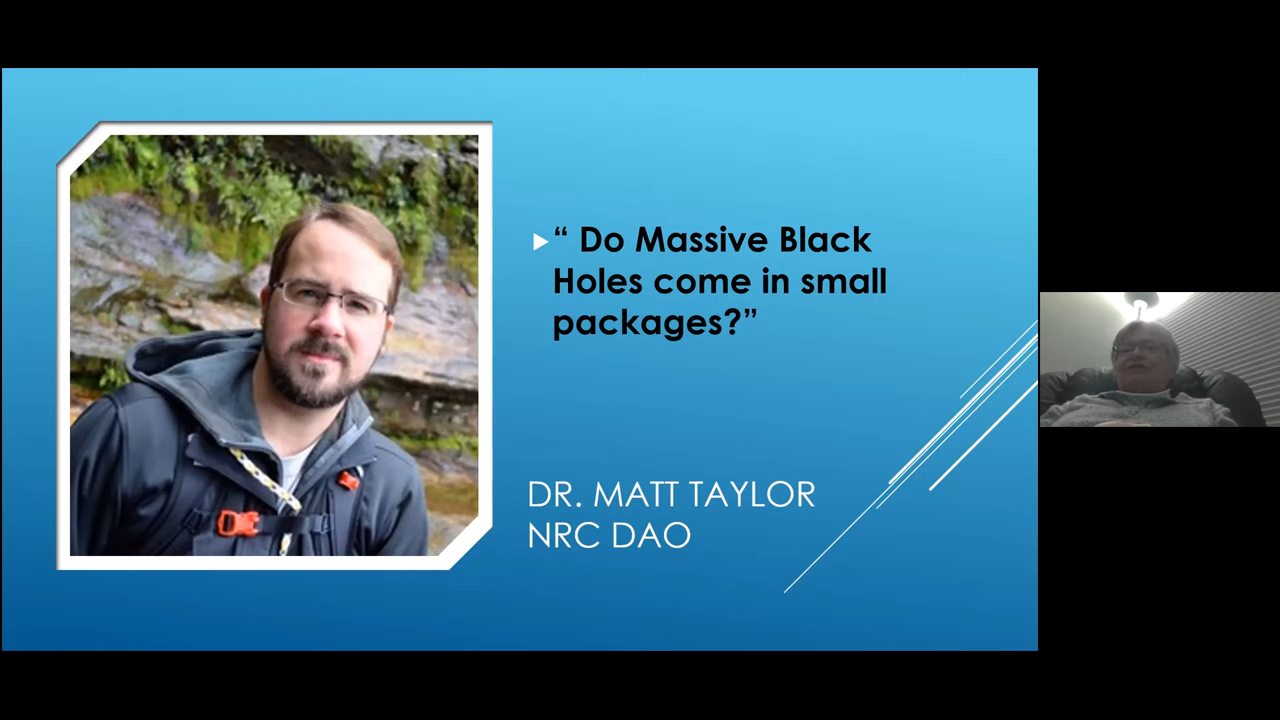 “ Do Massive Black
Holes come in small
packages?”
DR. MATT TAYLOR
NRC DAO